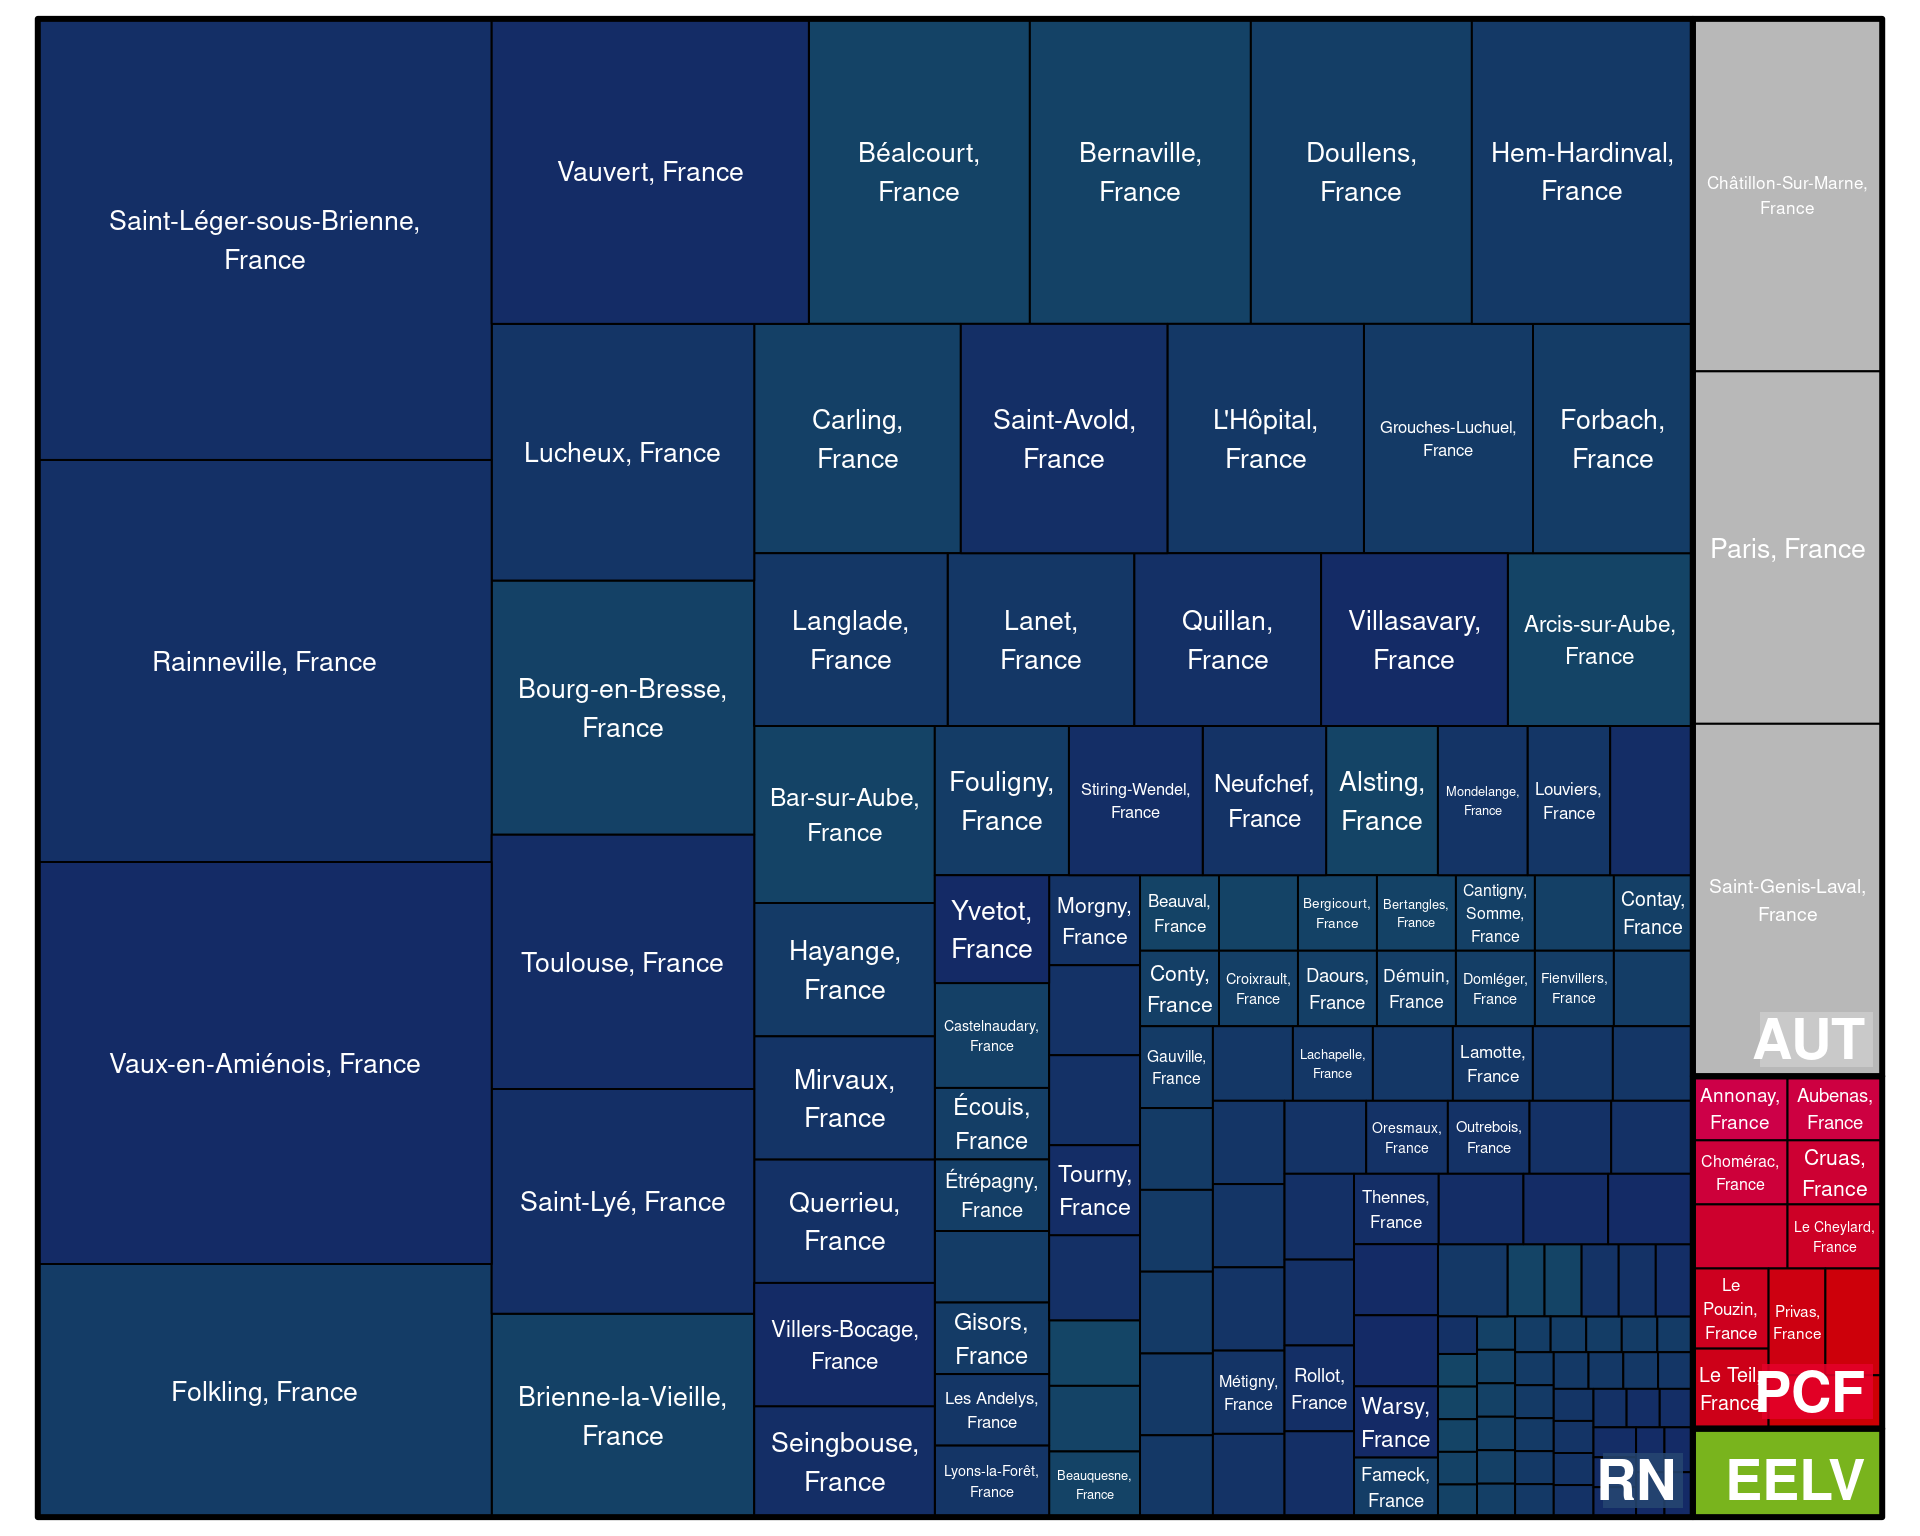 Saint-Léger-sous-Brienne,
France
Rainneville, France
Vaux-en-Amiénois, France
Folkling, France
Vauvert, France
Béalcourt,
France
Bernaville,
France
Doullens,
France
Hem-Hardinval,
France
Lucheux, France
Bourg-en-Bresse,
France
Toulouse, France
Saint-Lyé, France
Brienne-la-Vieille,
France
Carling,
France
Saint-Avold,
France
L'Hôpital,
France
Grouches-Luchuel,
France
Forbach,
France
Langlade,
France
Lanet,
France
Quillan,
France
Villasavary,
France
Arcis-sur-Aube,
France
Bar-sur-Aube,
France
Hayange,
France
Mirvaux,
France
Querrieu,
France
Villers-Bocage,
France
Seingbouse,
France
Fouligny,
France
Stiring-Wendel,
France
Neufchef,
France
Alsting,
France
Mondelange,
France
Louviers,
France
Yvetot,
France
Castelnaudary,
France
Écouis,
France
Étrépagny,
France
Gisors,
France
Les Andelys,
France
Lyons-la-Forêt,
France
Morgny,
France
Tourny,
France
Beauquesne,
France
Beauval,
France
Bergicourt,
France
Bertangles,
France
Cantigny,
Somme,
France
Contay,
France
Conty,
France
Croixrault,
France
Daours,
France
Démuin,
France
Domléger,
France
Fienvillers,
France
Gauville,
France
Lachapelle,
France
Lamotte,
France
Métigny,
France
Oresmaux,
France
Outrebois,
France
Rollot,
France
Thennes,
France
Warsy,
France
Fameck,
France
RN
Châtillon-Sur-Marne,
France
Paris, France
Saint-Genis-Laval,
France
AUT
Annonay,
France
Aubenas,
France
Chomérac,
France
Cruas,
France
Le Cheylard,
France
Le
Pouzin,
France
Privas,
France
Le Teil,
France
PCF
EELV